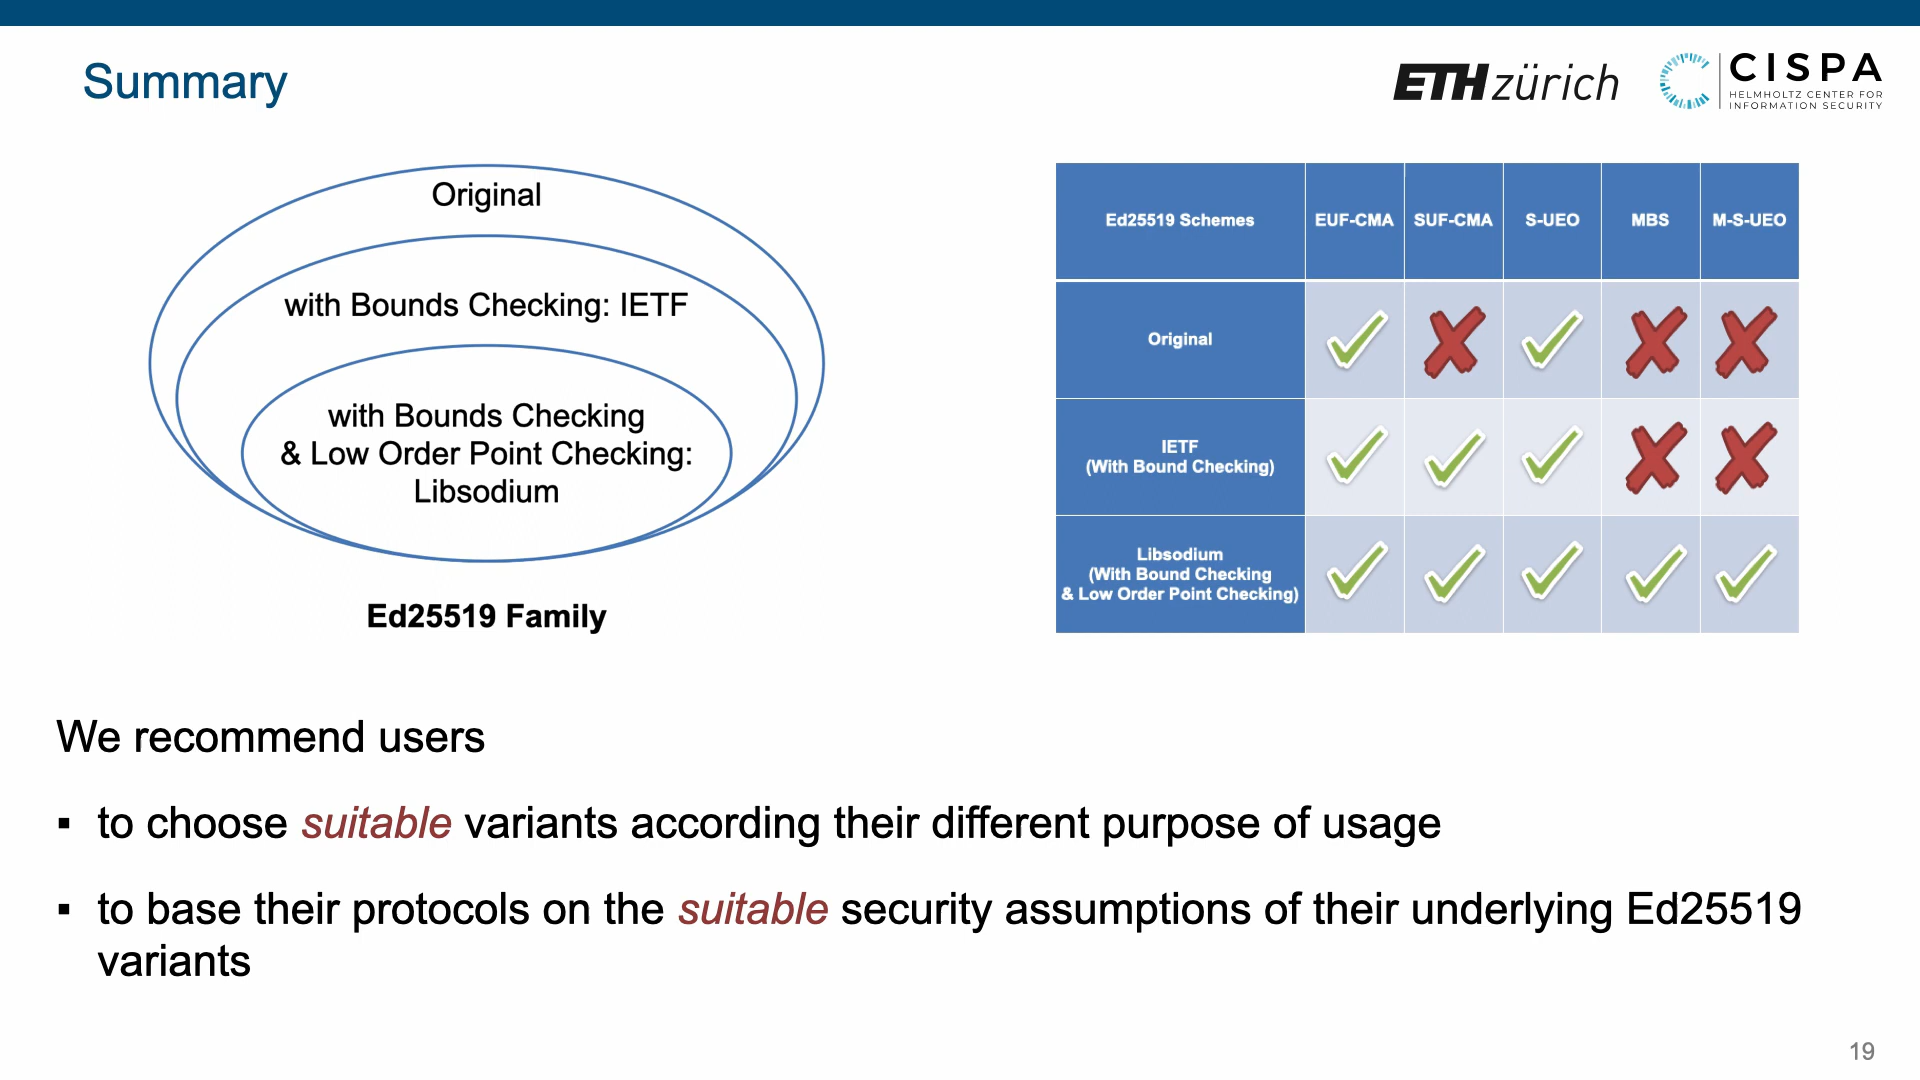 Summary
ETH zürich
CISPA
HELMHOLTZ CENTER FOR
INFORMATION SECURITY
Original
with Bounds Checking: IETF
with Bounds Checking
& Low Order Point Checking:
Libsodium
Ed25519 Family
Ed25519 Schemes EUF-CMA SUF-CMA S-UEO MBS M-S-UEO
Original
IETF
(With Bound Checking)
Libsodium
(With Bound Checking
& Low Order Point Checking)
We recommend users
▪ to choose suitable variants according their different purpose of usage
▪ to base their protocols on the suitable security assumptions of their underlying Ed25519
variants
19